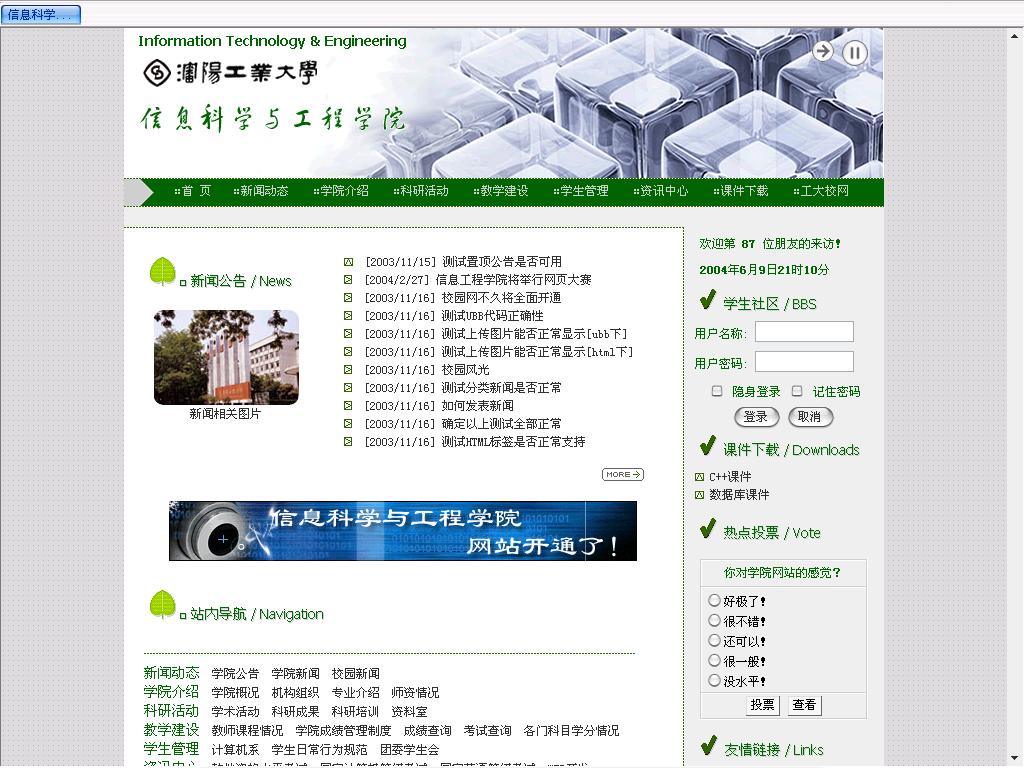 信息科学...
Information Technology & Engineering
瀋陽工業大學
信息科学与工程学院
::首 页 ::新闻动态 ::学院介绍 ::科研活动 ::教学建设 ::学生管理 ::资讯中心 ::课件下载 ::工大校网
欢迎第 87 位朋友的来访!
2004年6月9日21时10分
新闻公告 / News
新闻相关图片
[2003/11/15] 测试置顶公告是否可用
[2004/2/27] 信息工程学院将举行网页大赛
[2003/11/16] 校园网不久将全面开通
[2003/11/16] 测试UBB代码正确性
[2003/11/16] 测试上传图片能否正常显示[ubb下]
[2003/11/16] 测试上传图片能否正常显示[html下]
[2003/11/16] 校园风光
[2003/11/16] 测试分类新闻是否正常
[2003/11/16] 如何发表新闻
[2003/11/16] 确定以上测试全部正常
[2003/11/16] 测试HTML标签是否正常支持
MORE
信息科学与工程学院
网站开通了!
站内导航 / Navigation
新闻动态 学院公告 学院新闻 校园新闻
学院介绍 学院概况 机构组织 专业介绍 师资情况
科研活动 学术活动 科研成果 科研培训 资料室
教学建设 教师课程情况 学院成绩管理制度 成绩查询 考试查询 各门科目学分情况
学生管理 计算机系 学生日常行为规范 团委学生会
学生社区 / BBS
用户名称:
用户密码:
隐身登录 记住密码
登录 取消
课件下载 / Downloads
C++课件
数据库课件
热点投票 / Vote
你对学院网站的感觉?
好极了!
很不错!
还可以!
很一般!
没水平!
投票 查看
友情链接 / Links